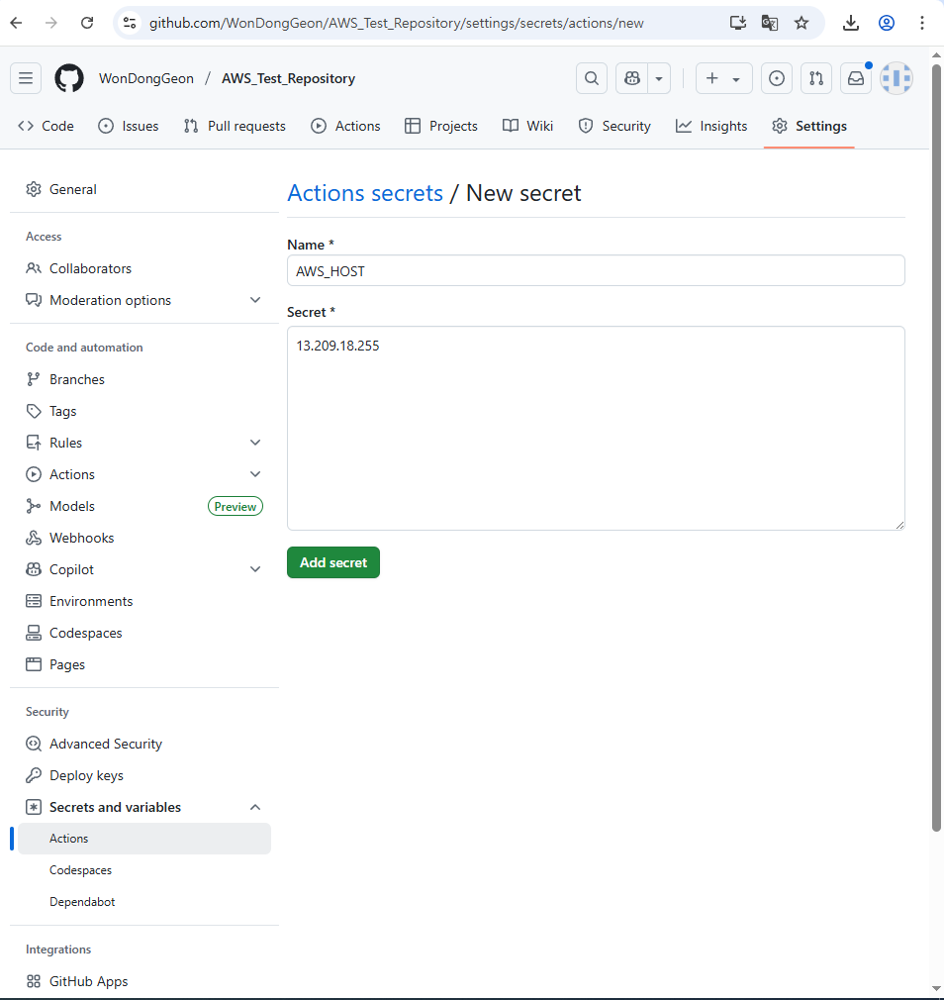 github.com/WonDongGeon/AWS_Test_Repository/settings/secrets/actions/new
WonDongGeon / AWS_Test_Repository
Code Issues Pull requests Actions Projects Wiki Security Insights Settings
General
Access
Collaborators
Moderation options
Code and automation
Branches
Tags
Rules
Actions
Models Preview
Webhooks
Copilot
Environments
Codespaces
Pages
Security
Advanced Security
Deploy keys
Secrets and variables
Actions
Codespaces
Dependabot
Integrations
GitHub Apps
Actions secrets / New secret
Name *
AWS_HOST
Secret *
13.209.18.255
Add secret